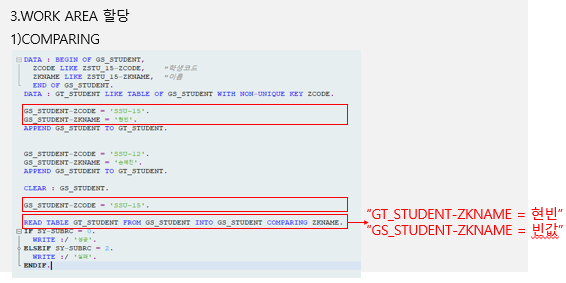 3.WORK AREA 할당
1)COMPARING
DATA : BEGIN OF GS_STUDENT,
ZCODE LIKE ZSTU_15-ZCODE, "학생코드
ZKNAME LIKE ZSTU_15-ZKNAME, "이름
END OF GS_STUDENT.
DATA : GT_STUDENT LIKE TABLE OF GS_STUDENT WITH NON-UNIQUE KEY ZCODE.
GS_STUDENT-ZCODE = 'SSU-15'.
GS_STUDENT-ZKNAME = '현빈'.
APPEND GS_STUDENT TO GT_STUDENT.
GS_STUDENT-ZCODE = 'SSU-12'.
GS_STUDENT-ZKNAME = '손예진'.
APPEND GS_STUDENT TO GT_STUDENT.
CLEAR : GS_STUDENT.
GS_STUDENT-ZCODE = 'SSU-15'.
READ TABLE GT_STUDENT FROM GS_STUDENT INTO GS_STUDENT COMPARING ZKNAME.
IF SY-SUBRC = 0.
WRITE :/ '성공'.
ELSEIF SY-SUBRC = 2.
WRITE :/ '실패'.
ENDIF.
“GT_STUDENT-ZKNAME = 현빈”
“GS_STUDENT-ZKNAME = 빈값”